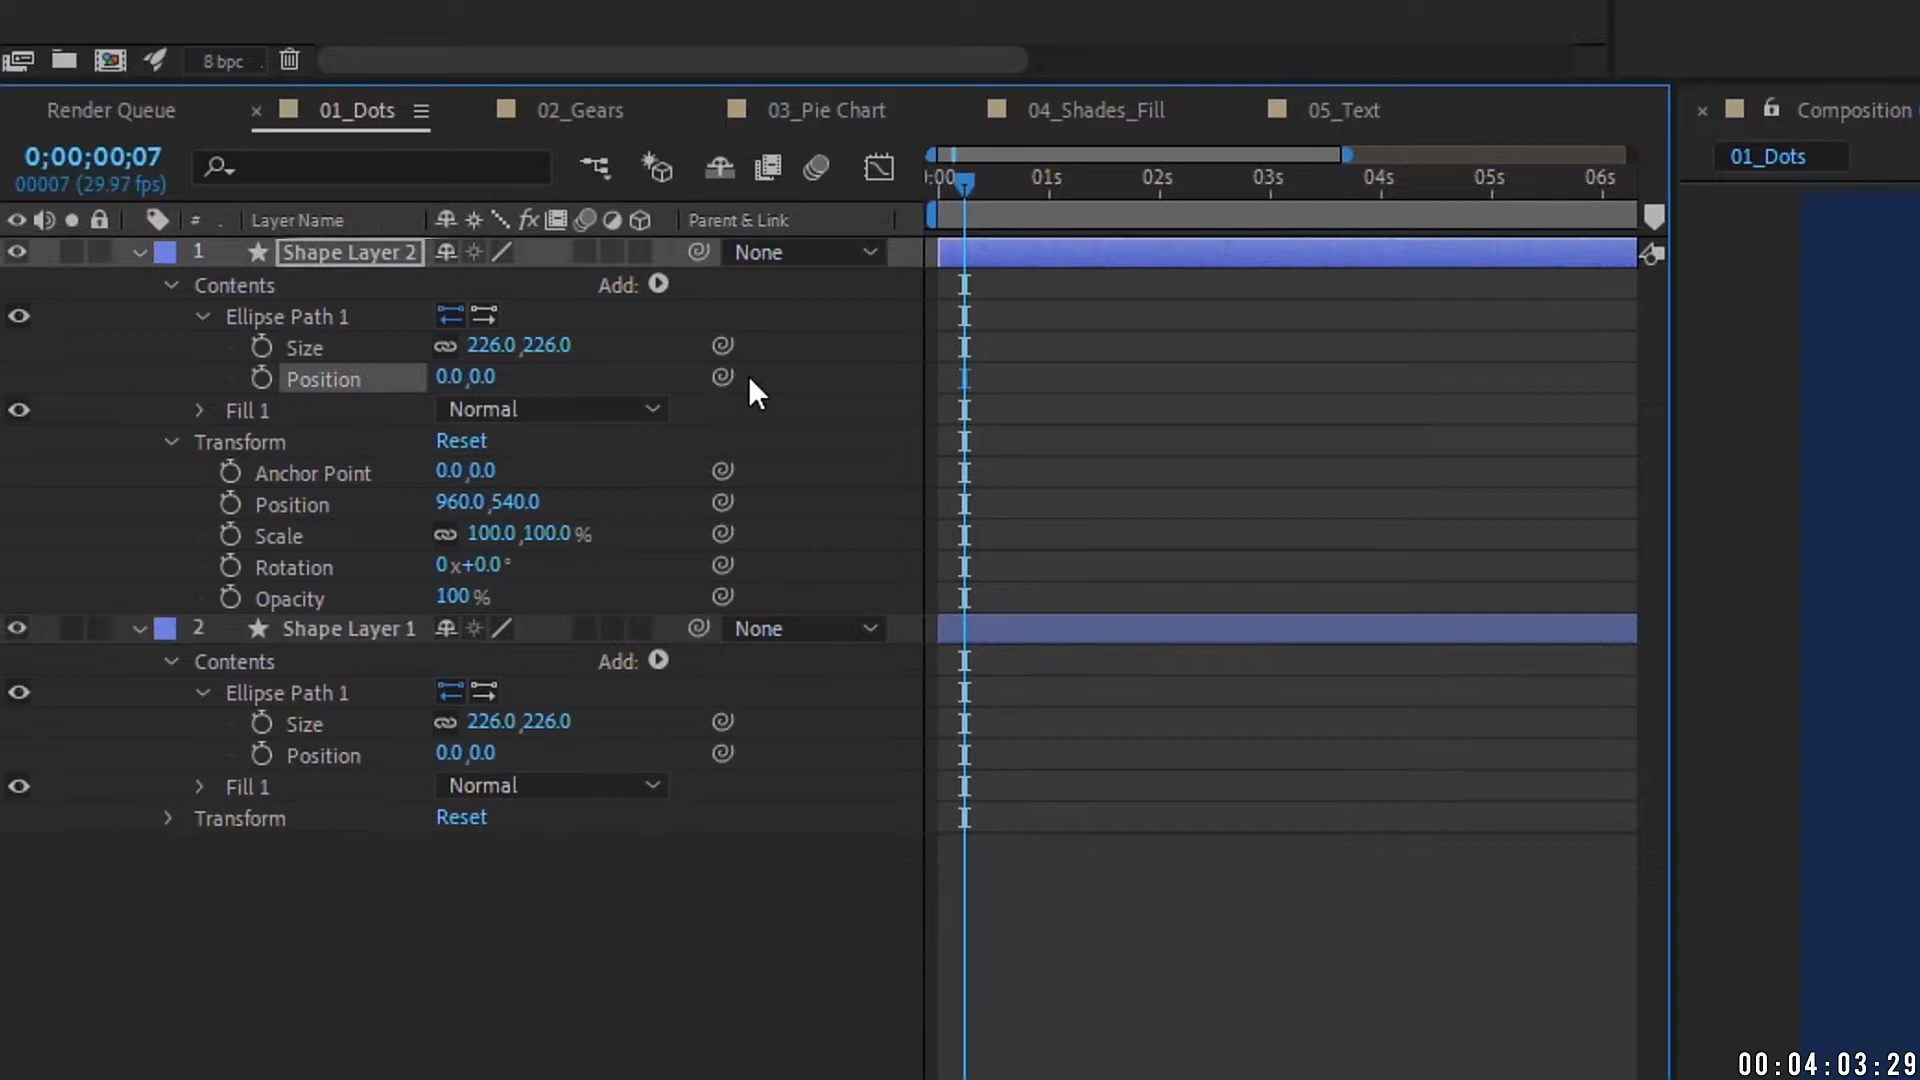 8 bpc
Render Queue × 01_Dots 02_Gears 03_Pie Chart 04_Shades_Fill 05_Text × Composition
0;00;00;07
00007 (29.97 fps)
01_Dots
:00 01s 02s 03s 04s 05s 06s
# Layer Name fx Parent & Link
1 Shape Layer 2 None
Contents Add:
Ellipse Path 1
Size 226.0,226.0
Position 0.0,0.0
Fill 1 Normal
Transform Reset
Anchor Point 0.0,0.0
Position 960.0,540.0
Scale 100.0,100.0 %
Rotation 0x+0.0°
Opacity 100 %
2 Shape Layer 1 None
Contents Add:
Ellipse Path 1
Size 226.0,226.0
Position 0.0,0.0
Fill 1 Normal
Transform Reset
00:04:03:29